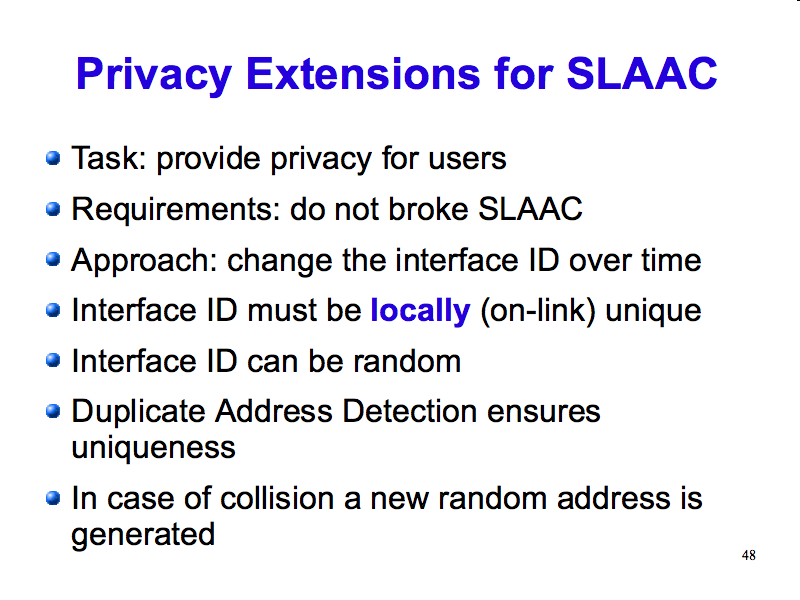 Privacy Extensions for SLAAC
Task: provide privacy for users
Requirements: do not broke SLAAC
Approach: change the interface ID over time
Interface ID must be locally (on-link) unique
Interface ID can be random
Duplicate Address Detection ensures
uniqueness
In case of collision a new random address is
generated
48